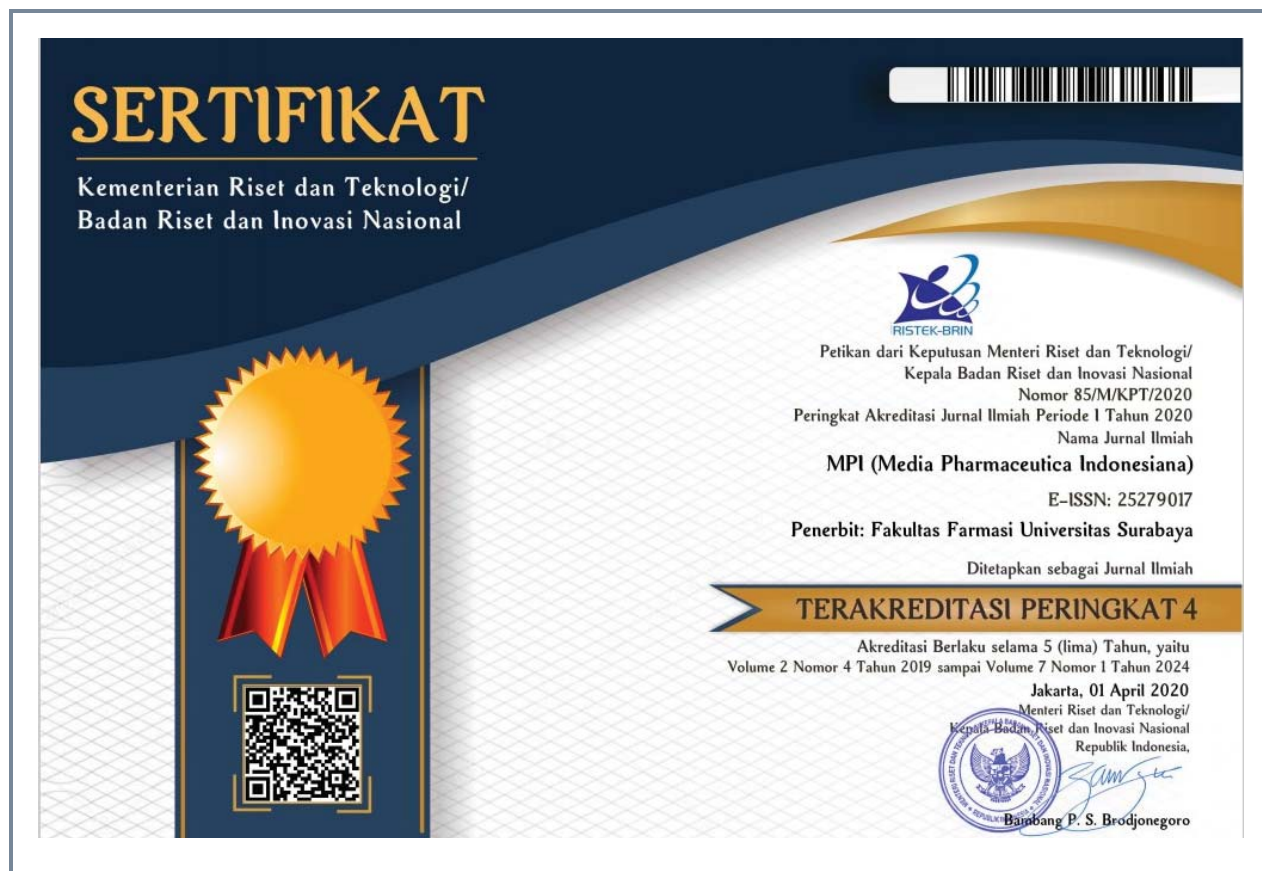 SERTIFIKAT
Kementerian Riset dan Teknologi/
Badan Riset dan Inovasi Nasional
RISTEK-BRIN
Petikan dari Keputusan Menteri Riset dan Teknologi/
Kepala Badan Riset dan Inovasi Nasional
Nomor 85/M/KPT/2020
Peringkat Akreditasi Jurnal Ilmiah Periode I Tahun 2020
Nama Jurnal Ilmiah
MPI (Media Pharmaceutica Indonesiana)
E-ISSN: 25279017
Penerbit: Fakultas Farmasi Universitas Surabaya
Ditetapkan sebagai Jurnal Ilmiah
TERAKREDITASI PERINGKAT 4
Akreditasi Berlaku selama 5 (lima) Tahun, yaitu
Volume 2 Nomor 4 Tahun 2019 sampai Volume 7 Nomor 1 Tahun 2024
Jakarta, 01 April 2020
Menteri Riset dan Teknologi/
Kepala Badan Riset dan Inovasi Nasional
Republik Indonesia,
Bambang P. S. Brodjonegoro